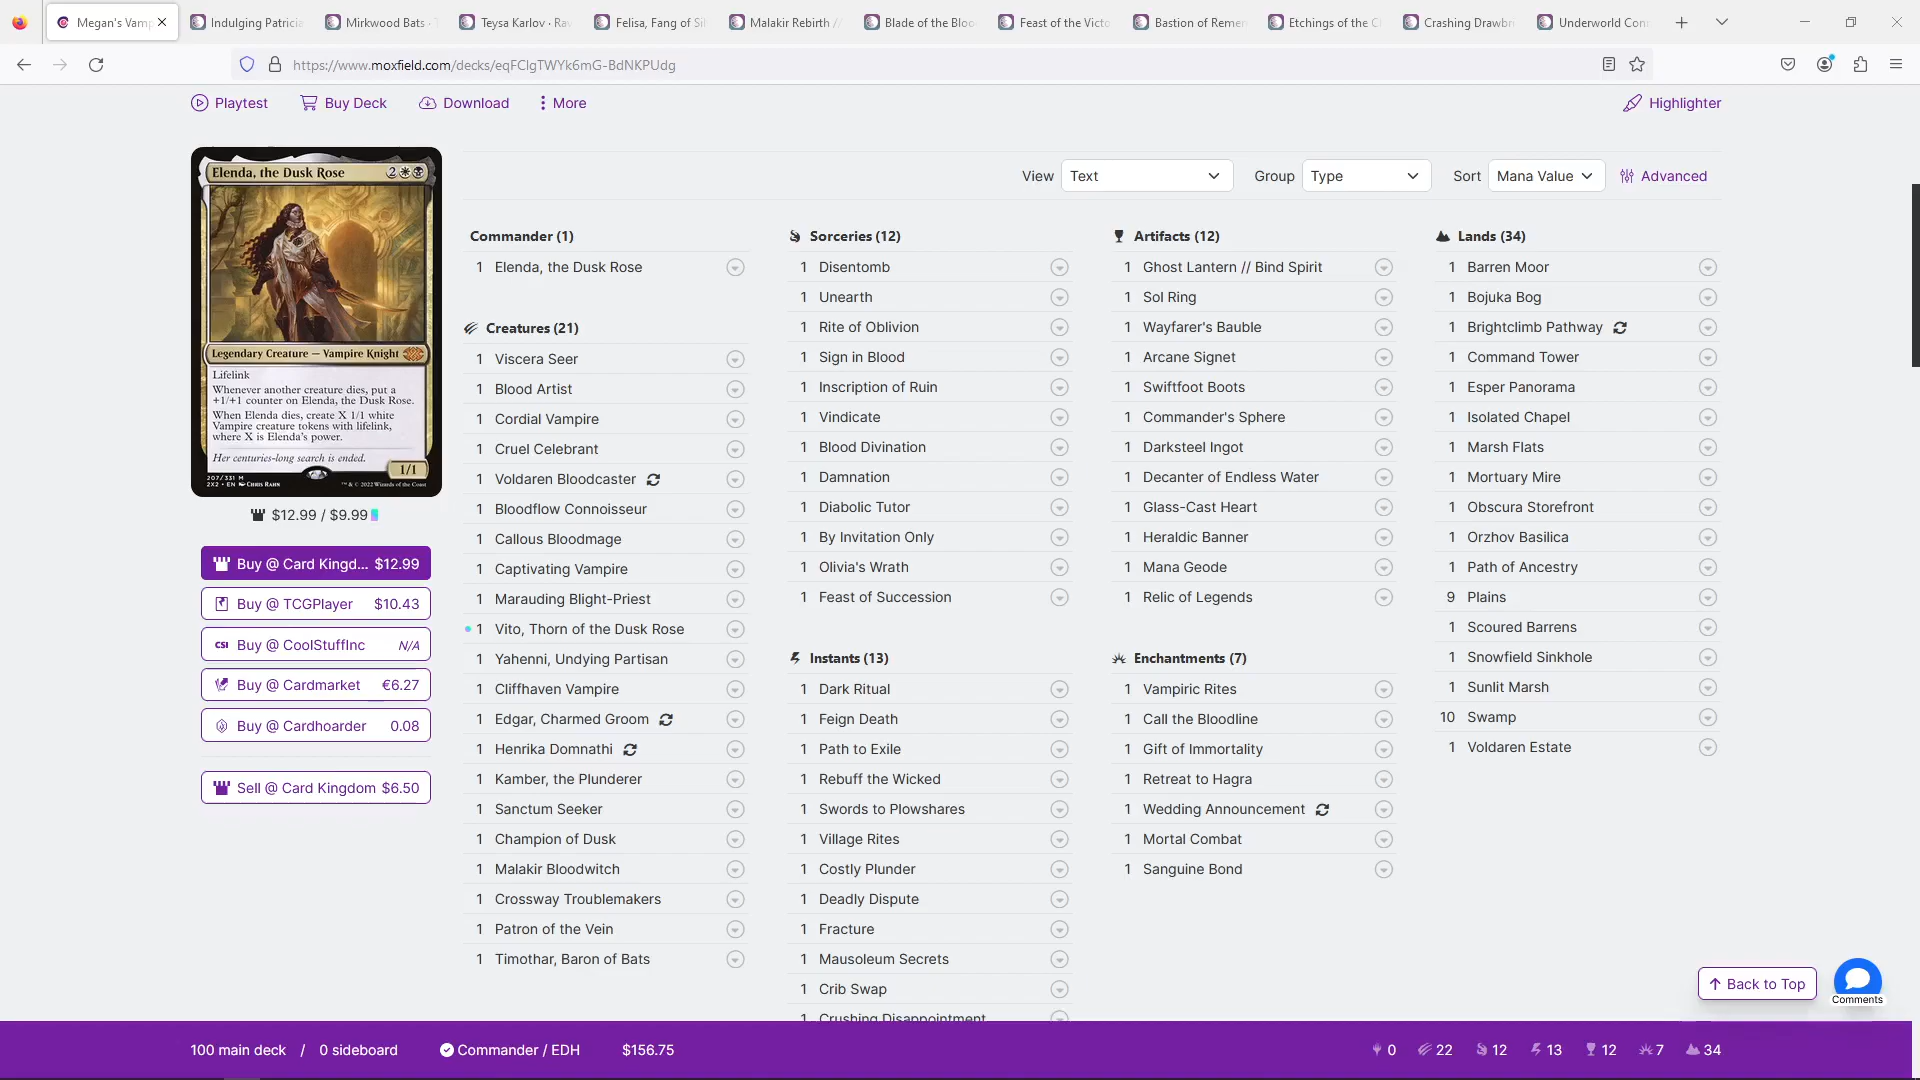 Megan's Vamp
Indulging Patricia
Mirkwood Bats · T
Teysa Karlov · Rav
Felisa, Fang of Sil
Malakir Rebirth //
Blade of the Bloo
Feast of the Victo
Bastion of Remem
Etchings of the C
Crashing Drawbri
Underworld Conn
https://www.moxfield.com/decks/eqFClgTWYk6mG-BdNKPUdg
Playtest
Buy Deck
Download
More
Highlighter
View
Text
Group
Type
Sort
Mana Value
Advanced
Elenda, the Dusk Rose
2
Legendary Creature — Vampire Knight
Lifelink
Whenever another creature dies, put a
+1/+1 counter on Elenda, the Dusk Rose.
When Elenda dies, create X 1/1 white
Vampire creature tokens with lifelink,
where X is Elenda's power.
Her centuries-long search is ended.
1/1
207/331 M
2X2 • EN CHRIS RAHN
™ & © 2022 Wizards of the Coast
$12.99 / $9.99
Buy @ Card Kingd... $12.99
Buy @ TCGPlayer $10.43
CSI Buy @ CoolStuffInc N/A
Buy @ Cardmarket €6.27
Buy @ Cardhoarder 0.08
Sell @ Card Kingdom $6.50
Commander (1)
1 Elenda, the Dusk Rose
Creatures (21)
1 Viscera Seer
1 Blood Artist
1 Cordial Vampire
1 Cruel Celebrant
1 Voldaren Bloodcaster
1 Bloodflow Connoisseur
1 Callous Bloodmage
1 Captivating Vampire
1 Marauding Blight-Priest
1 Vito, Thorn of the Dusk Rose
1 Yahenni, Undying Partisan
1 Cliffhaven Vampire
1 Edgar, Charmed Groom
1 Henrika Domnathi
1 Kamber, the Plunderer
1 Sanctum Seeker
1 Champion of Dusk
1 Malakir Bloodwitch
1 Crossway Troublemakers
1 Patron of the Vein
1 Timothar, Baron of Bats
Sorceries (12)
1 Disentomb
1 Unearth
1 Rite of Oblivion
1 Sign in Blood
1 Inscription of Ruin
1 Vindicate
1 Blood Divination
1 Damnation
1 Diabolic Tutor
1 By Invitation Only
1 Olivia's Wrath
1 Feast of Succession
Instants (13)
1 Dark Ritual
1 Feign Death
1 Path to Exile
1 Rebuff the Wicked
1 Swords to Plowshares
1 Village Rites
1 Costly Plunder
1 Deadly Dispute
1 Fracture
1 Mausoleum Secrets
1 Crib Swap
1 Crushing Disappointment
Artifacts (12)
1 Ghost Lantern // Bind Spirit
1 Sol Ring
1 Wayfarer's Bauble
1 Arcane Signet
1 Swiftfoot Boots
1 Commander's Sphere
1 Darksteel Ingot
1 Decanter of Endless Water
1 Glass-Cast Heart
1 Heraldic Banner
1 Mana Geode
1 Relic of Legends
Enchantments (7)
1 Vampiric Rites
1 Call the Bloodline
1 Gift of Immortality
1 Retreat to Hagra
1 Wedding Announcement
1 Mortal Combat
1 Sanguine Bond
Lands (34)
1 Barren Moor
1 Bojuka Bog
1 Brightclimb Pathway
1 Command Tower
1 Esper Panorama
1 Isolated Chapel
1 Marsh Flats
1 Mortuary Mire
1 Obscura Storefront
1 Orzhov Basilica
1 Path of Ancestry
9 Plains
1 Scoured Barrens
1 Snowfield Sinkhole
1 Sunlit Marsh
10 Swamp
1 Voldaren Estate
Back to Top
Comments
100 main deck / 0 sideboard
Commander / EDH
$156.75
0 22 12 13 12 7 34